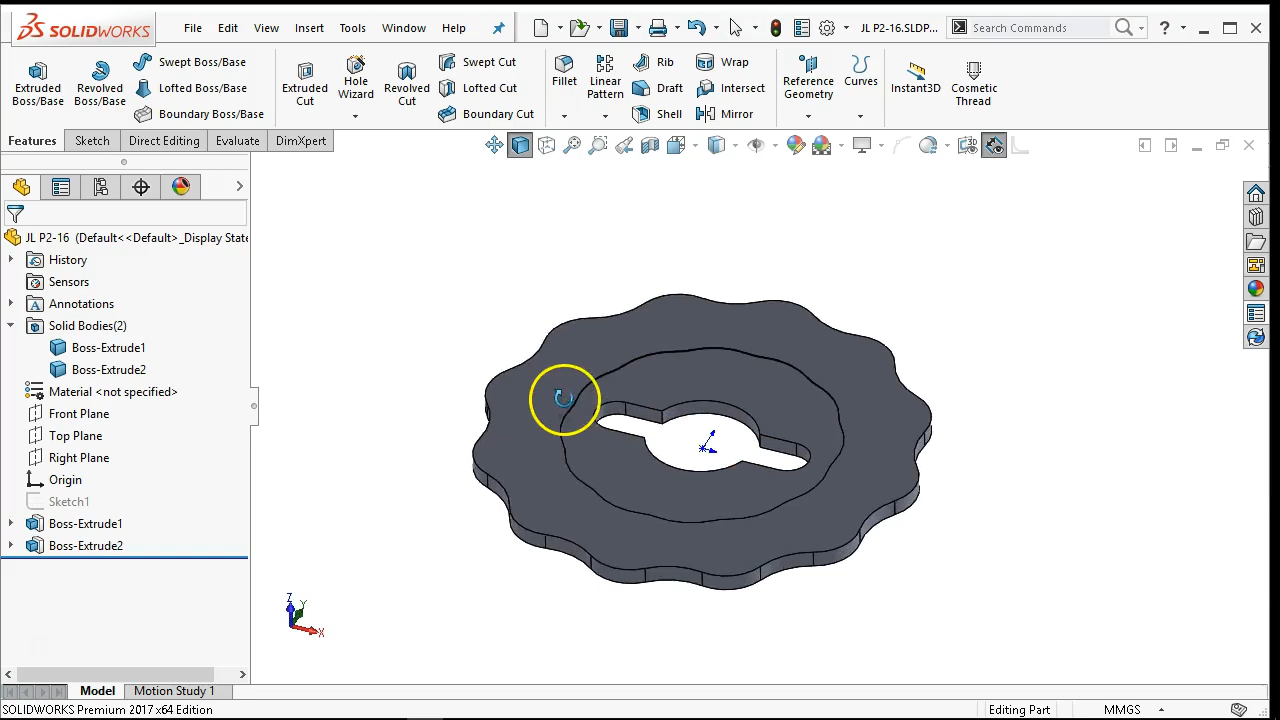 SOLIDWORKS
File Edit View Insert Tools Window Help
JL P2-16.SLDP...
Search Commands
Extruded Boss/Base
Revolved Boss/Base
Swept Boss/Base
Lofted Boss/Base
Boundary Boss/Base
Extruded Cut
Hole Wizard
Revolved Cut
Swept Cut
Lofted Cut
Boundary Cut
Fillet
Linear Pattern
Rib
Draft
Shell
Wrap
Intersect
Mirror
Reference Geometry
Curves
Instant3D
Cosmetic Thread
Features Sketch Direct Editing Evaluate DimXpert
JL P2-16 (Default<<Default>_Display State
History
Sensors
Annotations
Solid Bodies(2)
Boss-Extrude1
Boss-Extrude2
Material <not specified>
Front Plane
Top Plane
Right Plane
Origin
Sketch1
Boss-Extrude1
Boss-Extrude2
Z
Y
X
Model Motion Study 1
SOLIDWORKS Premium 2017 x64 Edition
Editing Part MMGS